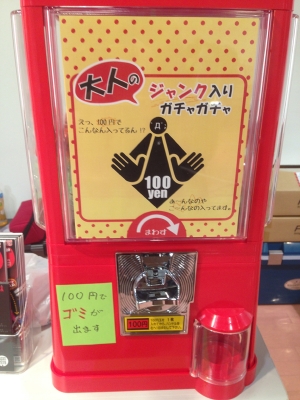 大人の
ジャンク入り
ガチャガチャ
えっ、100円で
こんなん入ってるん!?
100
yen
あ〜んなのや
こ〜んなの入ってます。
まわす
100円
100円で
ゴミが
出ます